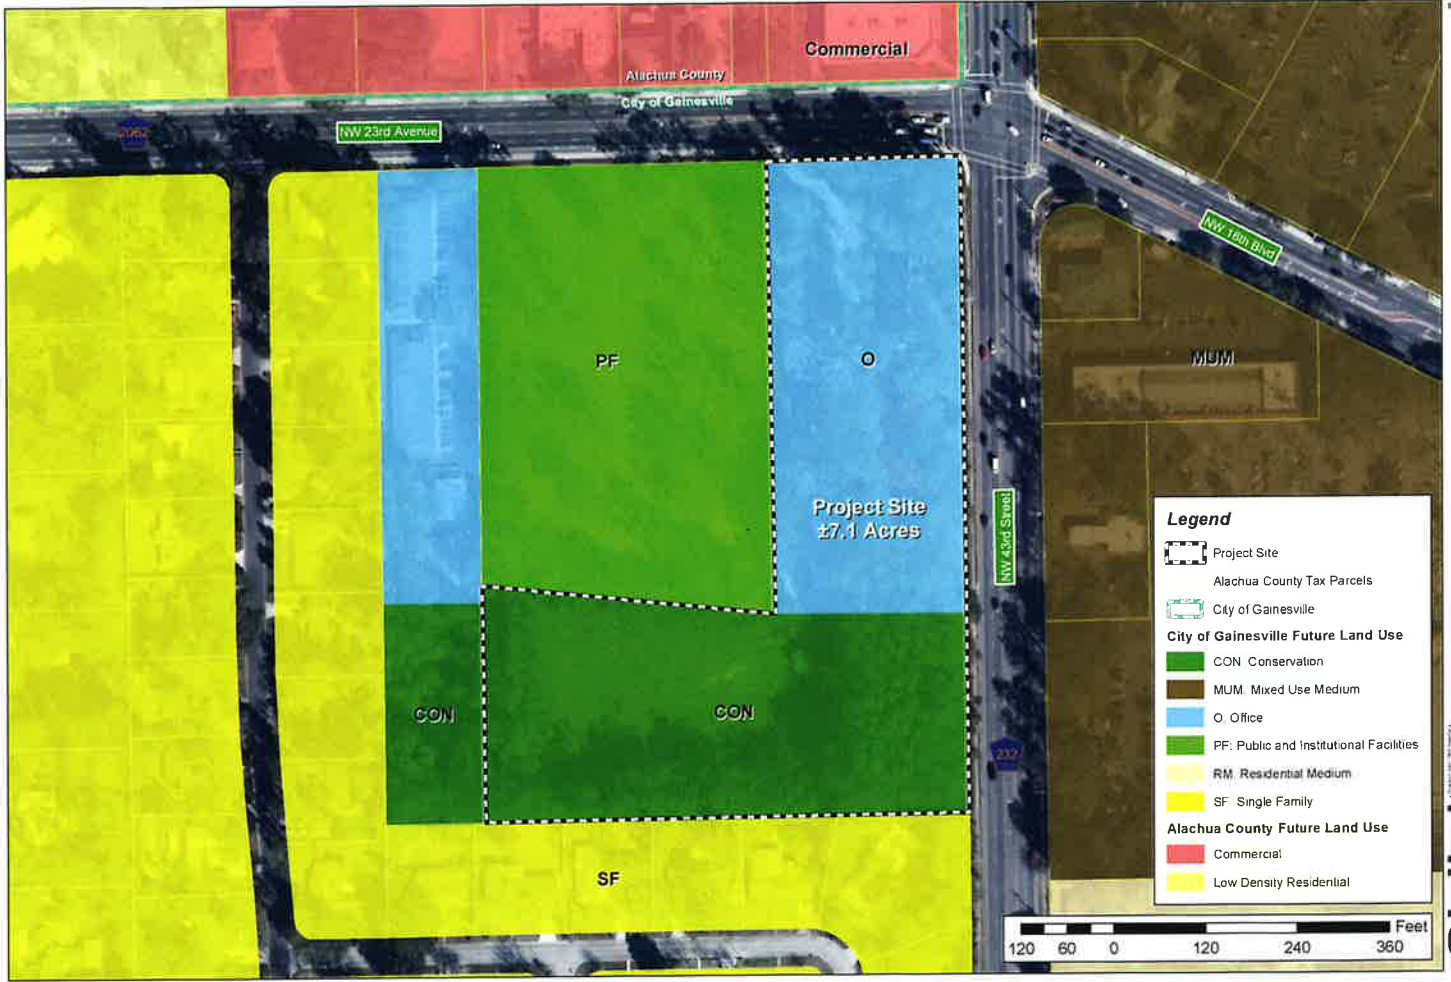 Commercial
Alachua County
City of Gainesville
2062
NW 23rd Avenue
NW 16th Blvd
PF
O
MUM
Project Site
±7.1 Acres
NW 43rd Street
CON
CON
232
SF
Legend
Project Site
Alachua County Tax Parcels
City of Gainesville
City of Gainesville Future Land Use
CON Conservation
MUM. Mixed Use Medium
O. Office
PF: Public and Institutional Facilities
RM. Residential Medium
SF Single Family
Alachua County Future Land Use
Commercial
Low Density Residential
Feet
120 60 0 120 240 360